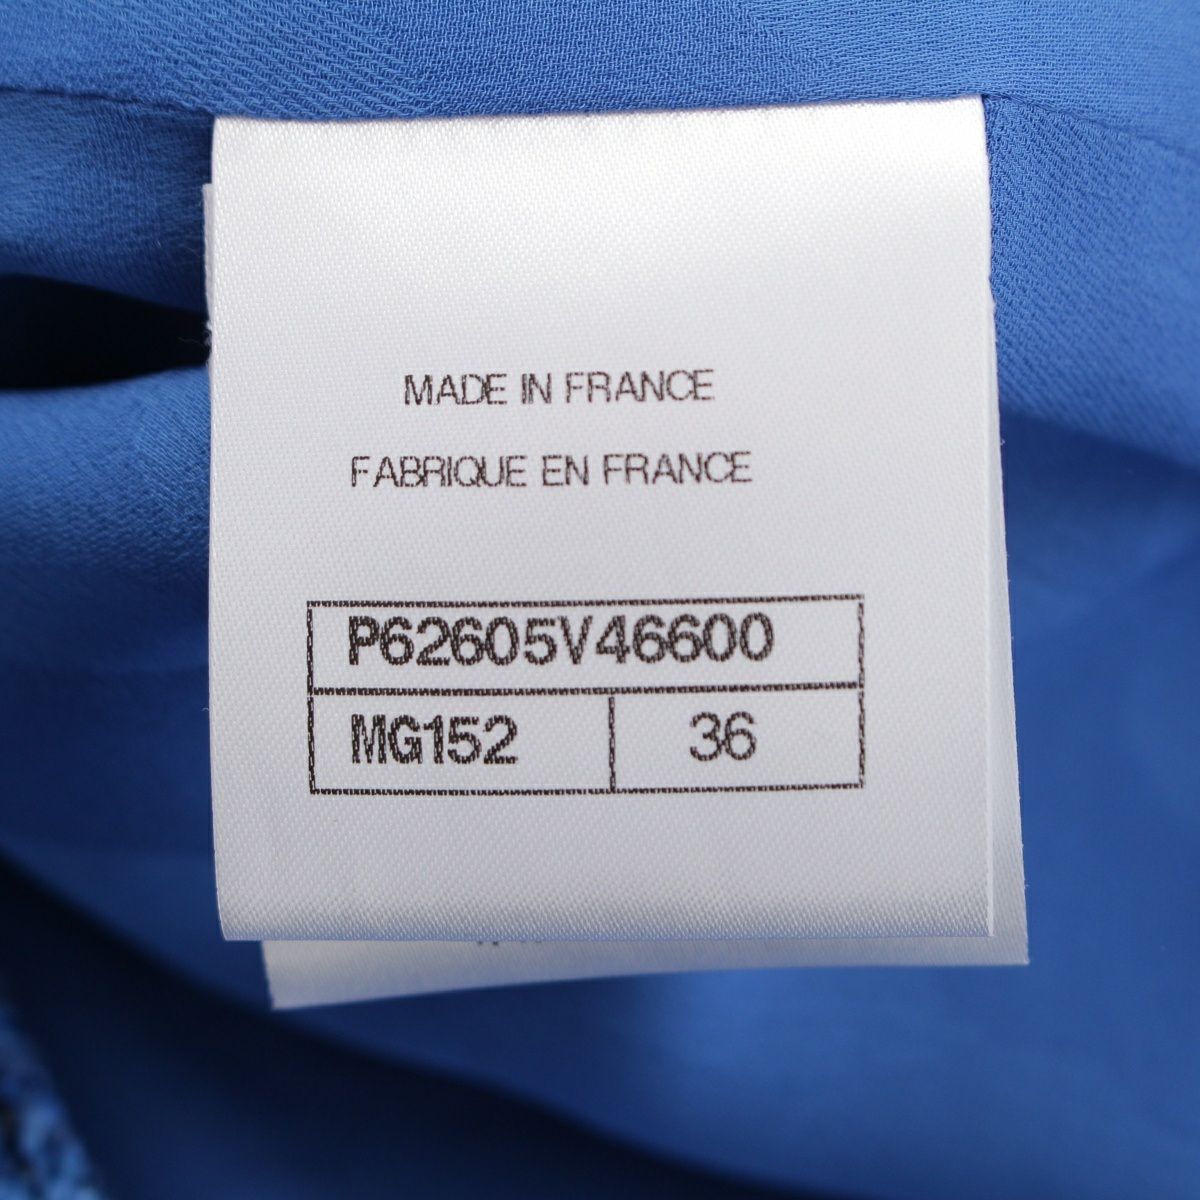 MADE IN FRANCE
FABRIQUE EN FRANCE
P62605V46600
MG152 36